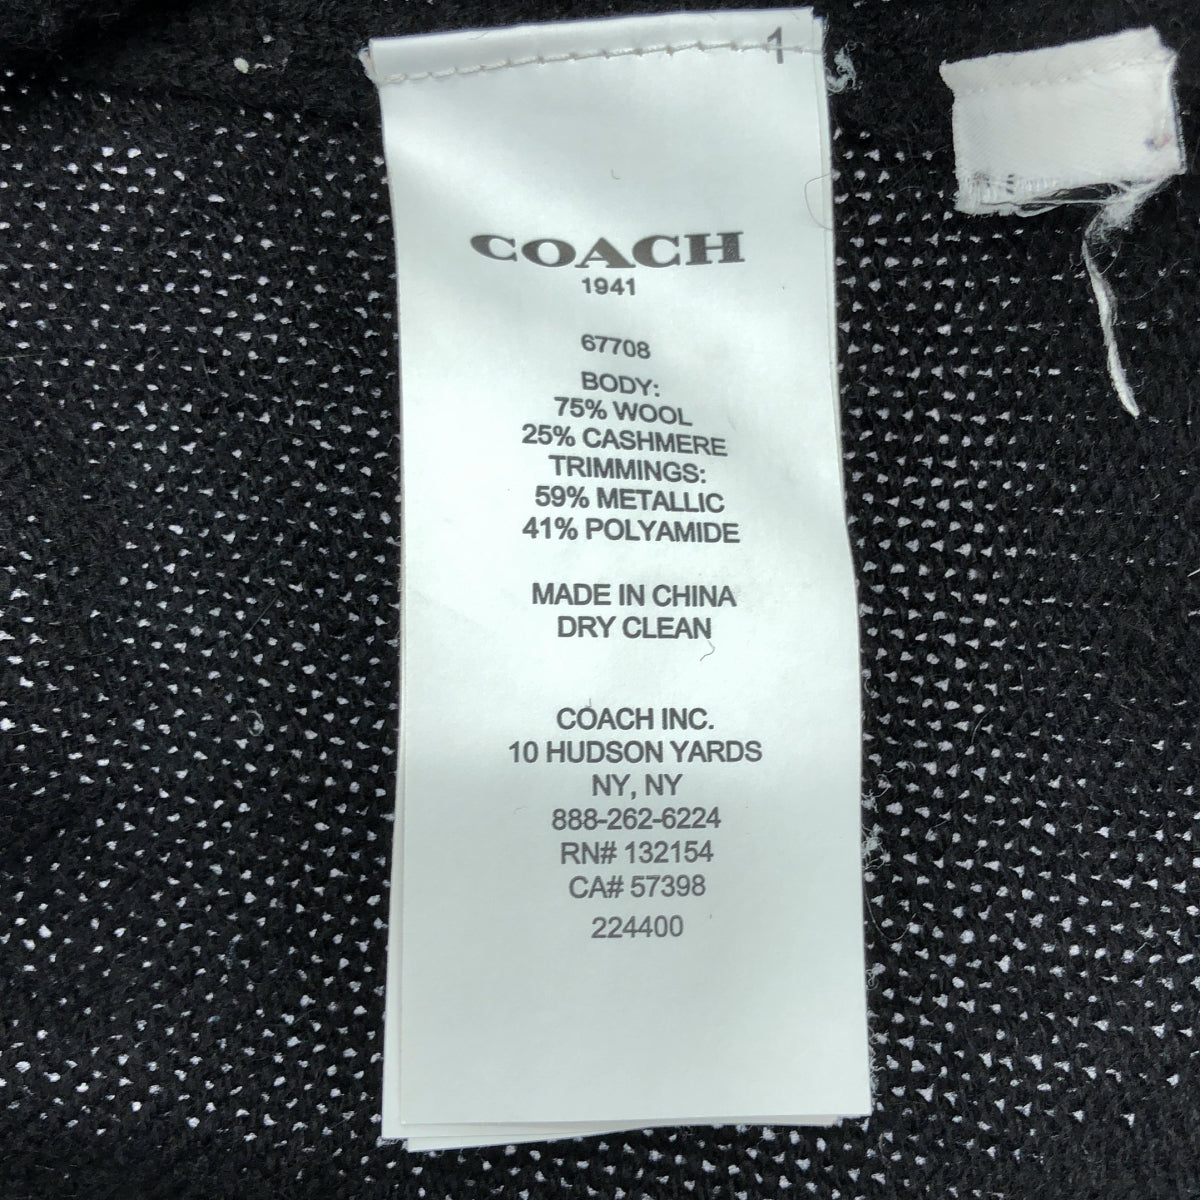 1
COACH
1941
67708
BODY:
75% WOOL
25% CASHMERE
TRIMMINGS:
59% METALLIC
41% POLYAMIDE
MADE IN CHINA
DRY CLEAN
COACH INC.
10 HUDSON YARDS
NY, NY
888-262-6224
RN# 132154
CA# 57398
224400